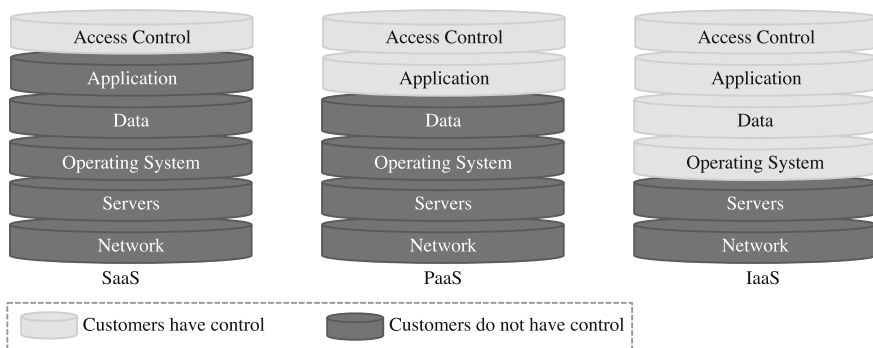 Access Control
Application
Data
Operating System
Servers
Network
SaaS
Access Control
Application
Data
Operating System
Servers
Network
PaaS
Access Control
Application
Data
Operating System
Servers
Network
IaaS
Customers have control
Customers do not have control